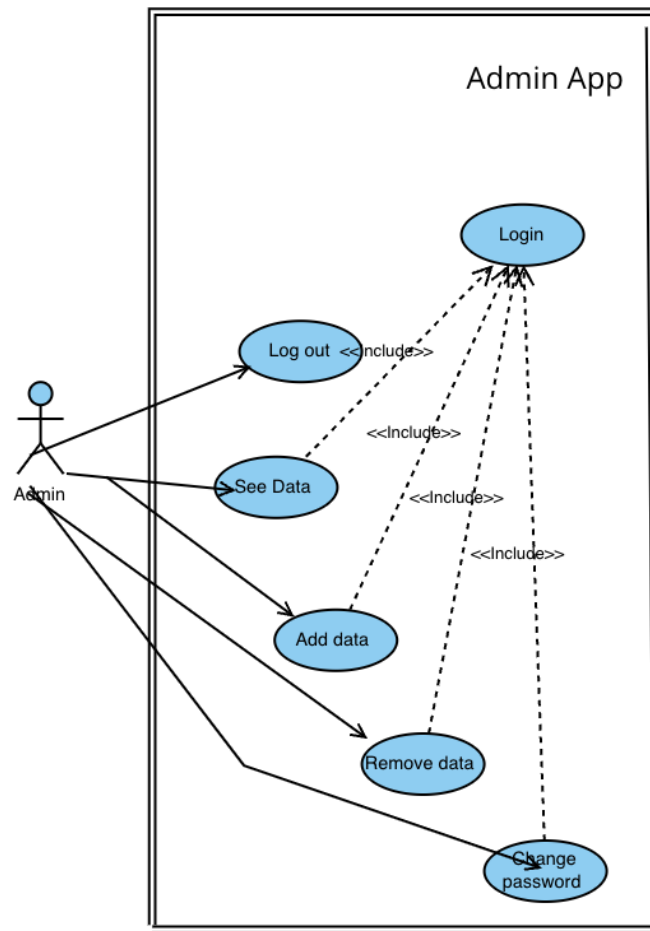 Admin App
Login
Log out
<<Include>>
<<Include>>
Admin
See Data
<<Include>>
<<Include>>
Add data
Remove data
Change
password